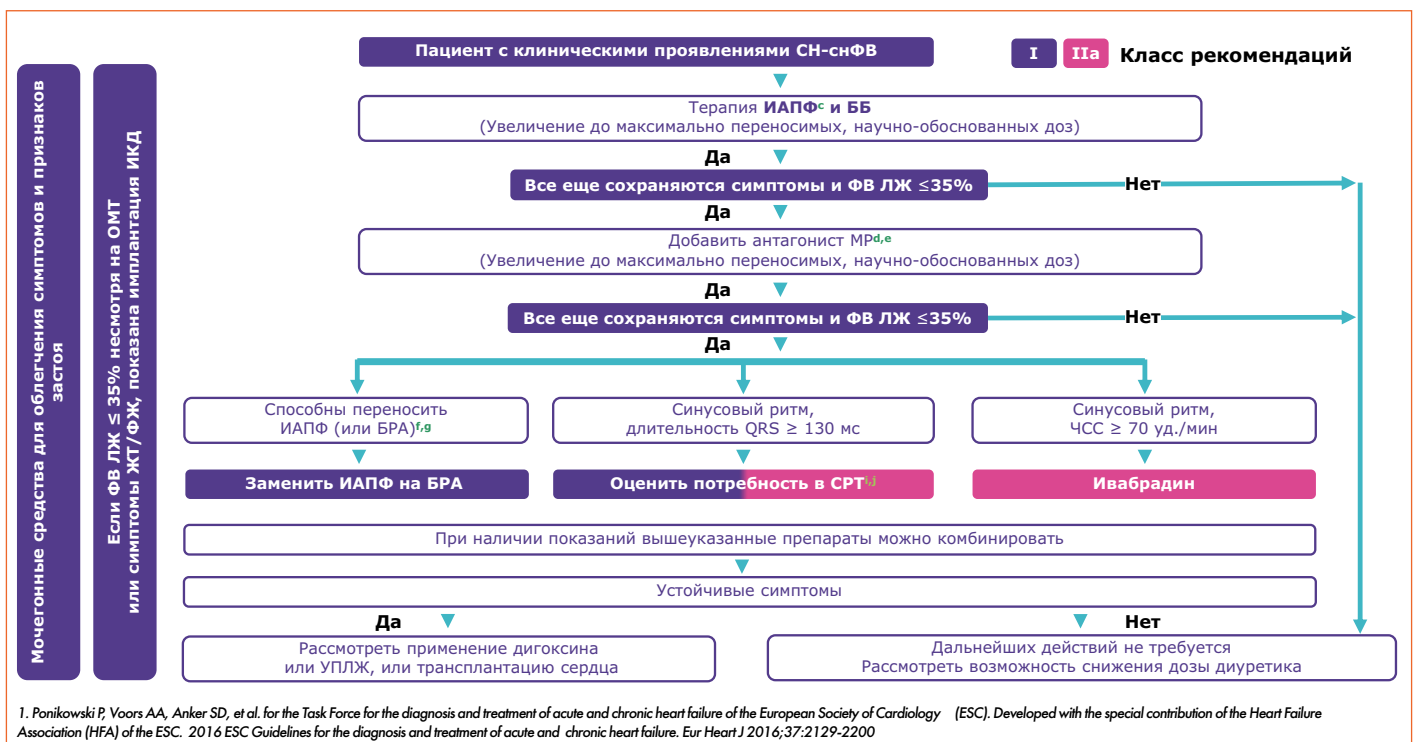 Пациент с клиническими проявлениями СН-снФВ
I IIa Класс рекомендаций
Мочегонные средства для облегчения симптомов и признаков
застоя
Если ФВ ЛЖ ≤ 35% несмотря на ОМТ
или симптомы ЖТ/ФЖ, показана имплантация ИКД
Терапия ИАПФc и ББ
(Увеличение до максимально переносимых, научно-обоснованных доз)
Да
Все еще сохраняются симптомы и ФВ ЛЖ ≤35%
Нет
Да
Добавить антагонист МРd,e
(Увеличение до максимально переносимых, научно-обоснованных доз)
Да
Все еще сохраняются симптомы и ФВ ЛЖ ≤35%
Нет
Да
Способны переносить
ИАПФ (или БРА)f,g
Синусовый ритм,
длительность QRS ≥ 130 мс
Синусовый ритм,
ЧСС ≥ 70 уд./мин
Заменить ИАПФ на БРА
Оценить потребность в СРТi,j
Ивабрадин
При наличии показаний вышеуказанные препараты можно комбинировать
Устойчивые симптомы
Да
Нет
Рассмотреть применение дигоксина
или УПЛЖ, или трансплантацию сердца
Дальнейших действий не требуется
Рассмотреть возможность снижения дозы диуретика
1. Ponikowski P, Voors AA, Anker SD, et al. for the Task Force for the diagnosis and treatment of acute and chronic heart failure of the European Society of Cardiology (ESC). Developed with the special contribution of the Heart Failure
Association (HFA) of the ESC. 2016 ESC Guidelines for the diagnosis and treatment of acute and chronic heart failure. Eur Heart J 2016;37:2129-2200